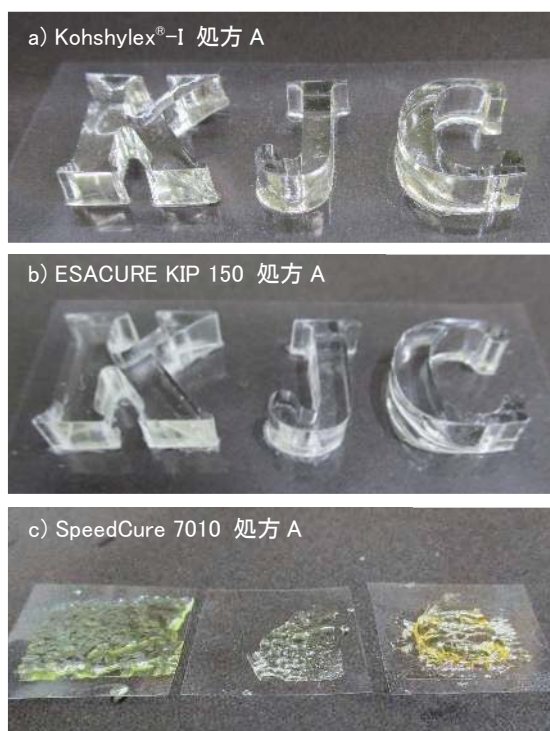 a) Kohshylex®-I 処方 A
K J C
b) ESACURE KIP 150 処方 A
K J C
c) SpeedCure 7010 処方 A